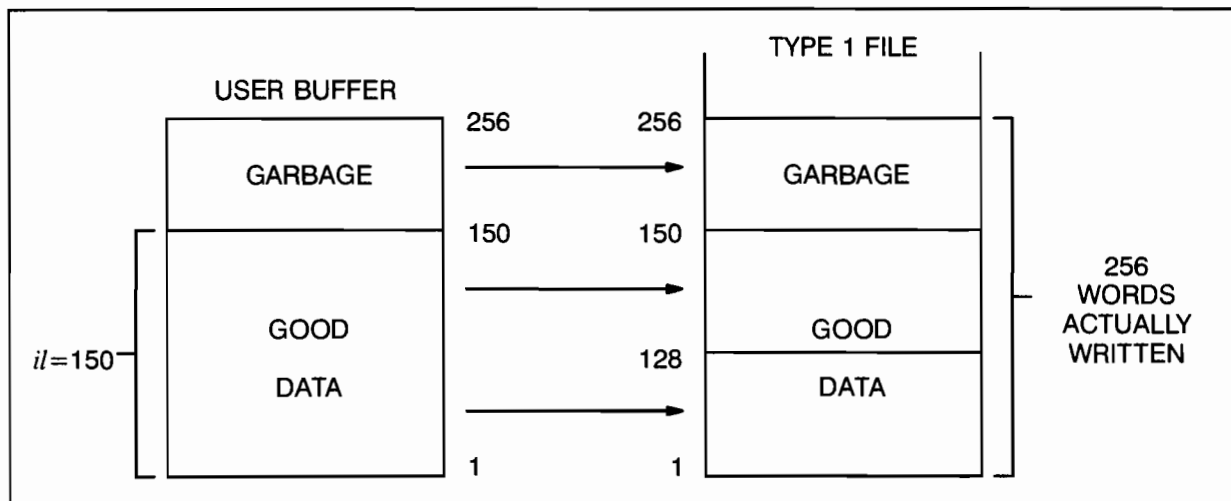 TYPE 1 FILE
USER BUFFER
256 256
GARBAGE GARBAGE
150 150
256
WORDS
ACTUALLY
WRITTEN
GOOD GOOD
il=150
128
DATA DATA
1 1